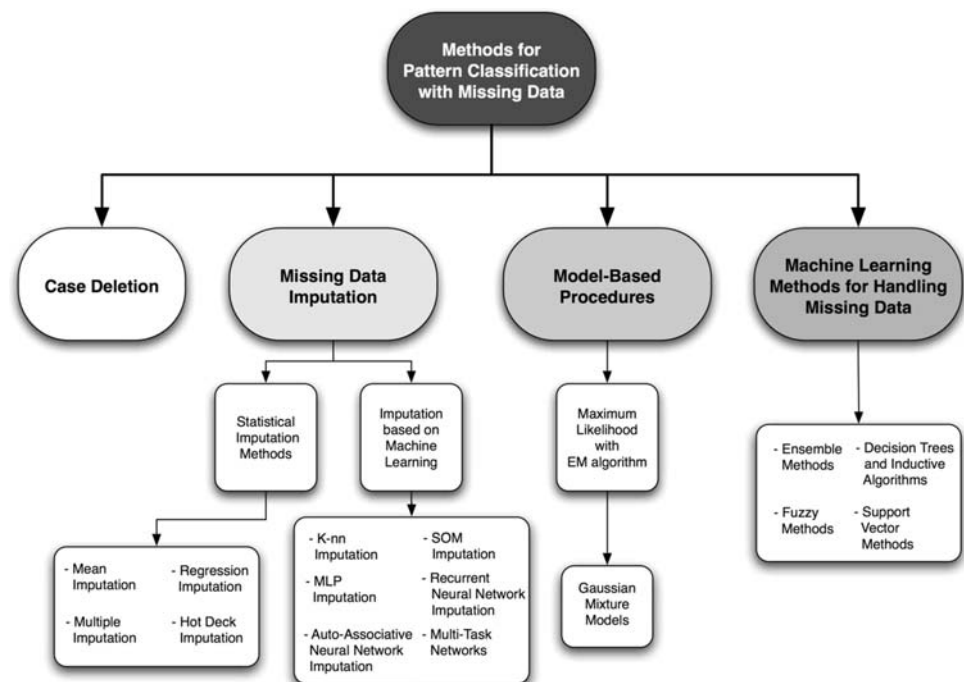 Methods for
Pattern Classification
with Missing Data
Case Deletion
Missing Data
Imputation
Model-Based
Procedures
Machine Learning
Methods for Handling
Missing Data
Statistical
Imputation
Methods
Imputation
based on
Machine
Learning
Maximum
Likelihood
with
EM algorithm
- Ensemble
Methods
- Decision Trees
and Inductive
Algorithms
- Fuzzy
Methods
- Support
Vector
Methods
- Mean
Imputation
- Regression
Imputation
- Multiple
Imputation
- Hot Deck
Imputation
- K-nn
Imputation
- SOM
Imputation
- MLP
Imputation
- Recurrent
Neural Network
Imputation
- Auto-Associative
Neural Network
Imputation
- Multi-Task
Networks
Gaussian
Mixture
Models